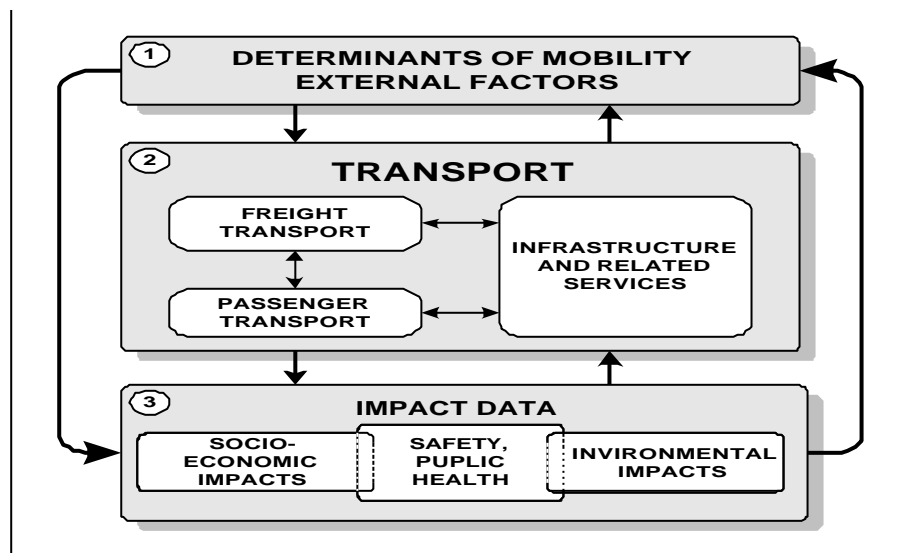 1
DETERMINANTS OF MOBILITY
EXTERNAL FACTORS
2
TRANSPORT
FREIGHT
TRANSPORT
INFRASTRUCTURE
AND RELATED
SERVICES
PASSENGER
TRANSPORT
3
IMPACT DATA
SOCIO-
ECONOMIC
IMPACTS
SAFETY,
PUPLIC
HEALTH
INVIRONMENTAL
IMPACTS